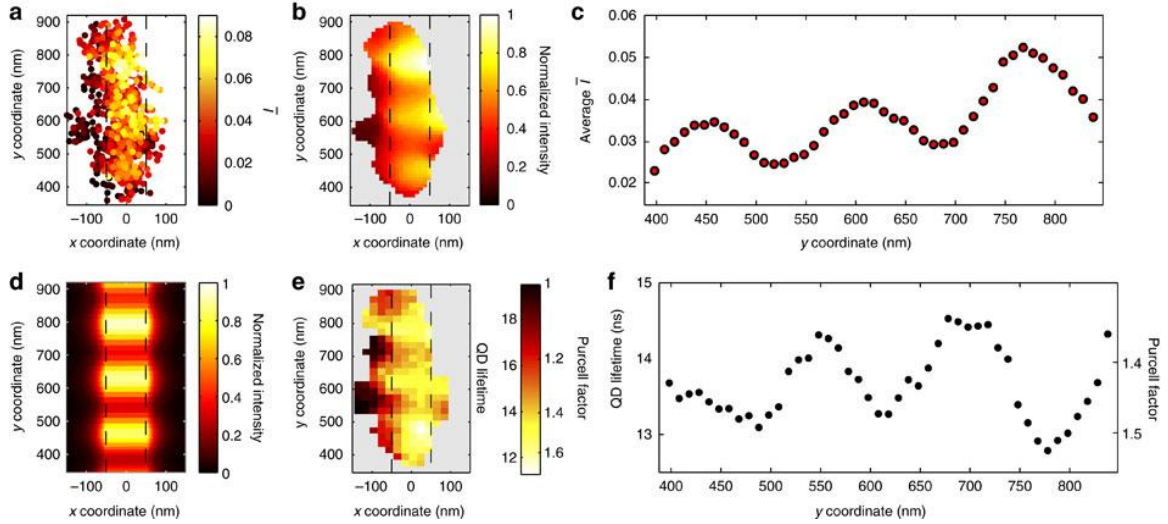 a
900
800
700
600
500
400
y coordinate (nm)
−100 0 100
x coordinate (nm)
0.08
0.06
0.04
0.02
0
I
b
900
800
700
600
500
400
y coordinate (nm)
−100 0 100
x coordinate (nm)
1
0.8
0.6
0.4
0.2
0
Normalized intensity
c
0.06
0.05
0.04
0.03
0.02
Average I
400 450 500 550 600 650 700 750 800
y coordinate (nm)
d
900
800
700
600
500
400
y coordinate (nm)
−100 0 100
x coordinate (nm)
1
0.8
0.6
0.4
0.2
0
Normalized intensity
e
900
800
700
600
500
400
y coordinate (nm)
−100 0 100
x coordinate (nm)
18
16
14
12
QD lifetime
1
1.2
1.4
1.6
Purcell factor
f
15
14
13
QD lifetime (ns)
400 450 500 550 600 650 700 750 800
y coordinate (nm)
1.4
1.5
Purcell factor